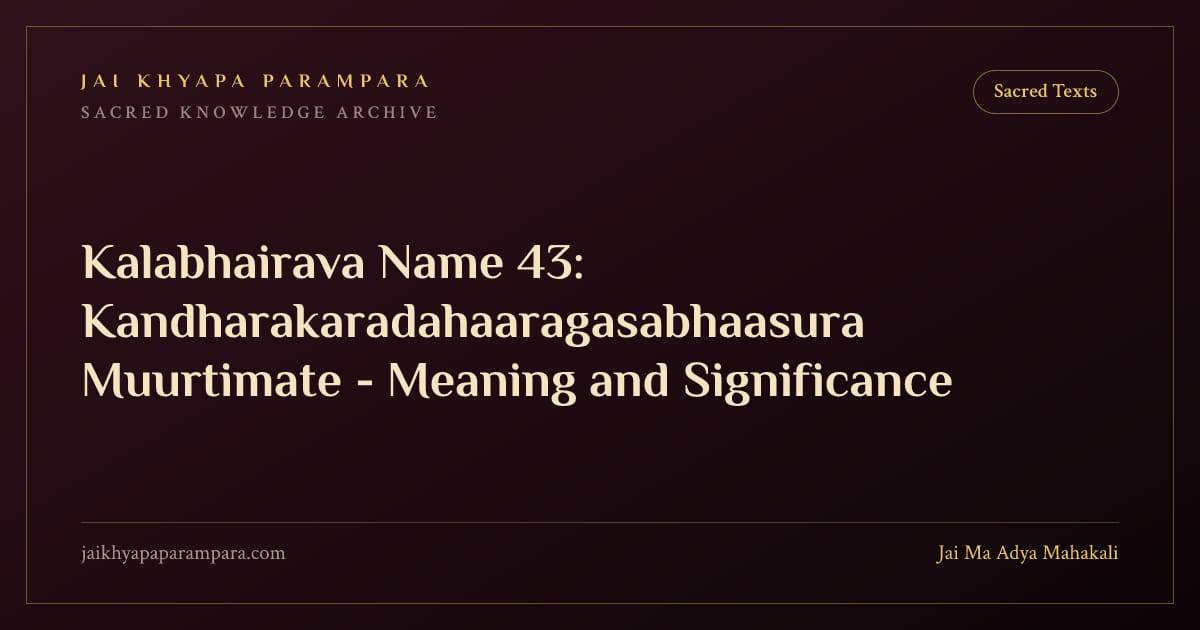 JAI KHYAPA PARAMPARA
SACRED KNOWLEDGE ARCHIVE
Sacred Texts
Kalabhairava Name 43:
Kandharakaradahaaragasabhaasura
Muurtimate - Meaning and Significance
jaikhyapaparampara.com
Jai Ma Adya Mahakali